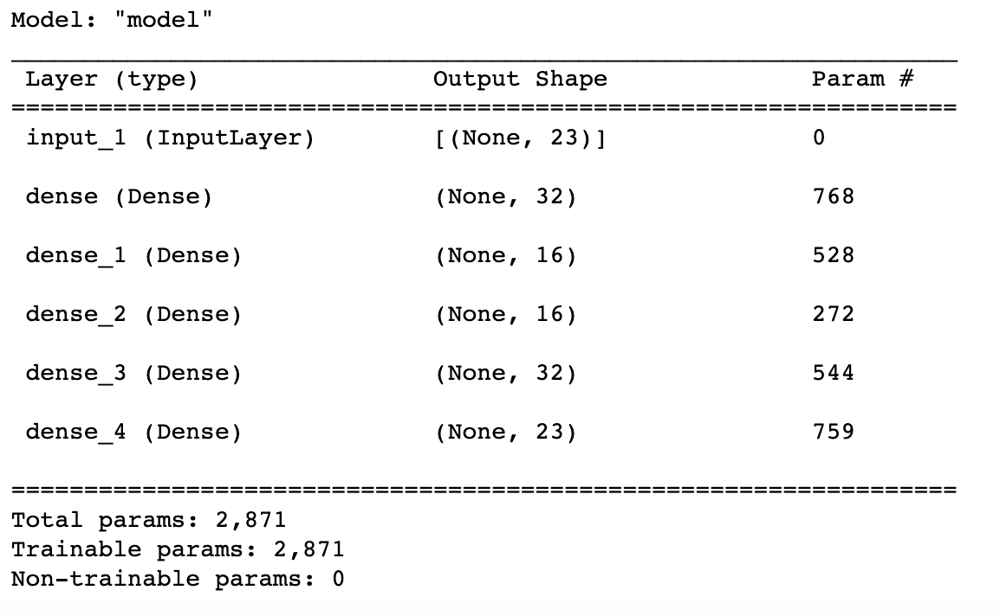 Model: "model"
_________________________________________________________________
Layer (type) Output Shape Param #
=================================================================
input_1 (InputLayer) [(None, 23)] 0
dense (Dense) (None, 32) 768
dense_1 (Dense) (None, 16) 528
dense_2 (Dense) (None, 16) 272
dense_3 (Dense) (None, 32) 544
dense_4 (Dense) (None, 23) 759
=================================================================
Total params: 2,871
Trainable params: 2,871
Non-trainable params: 0